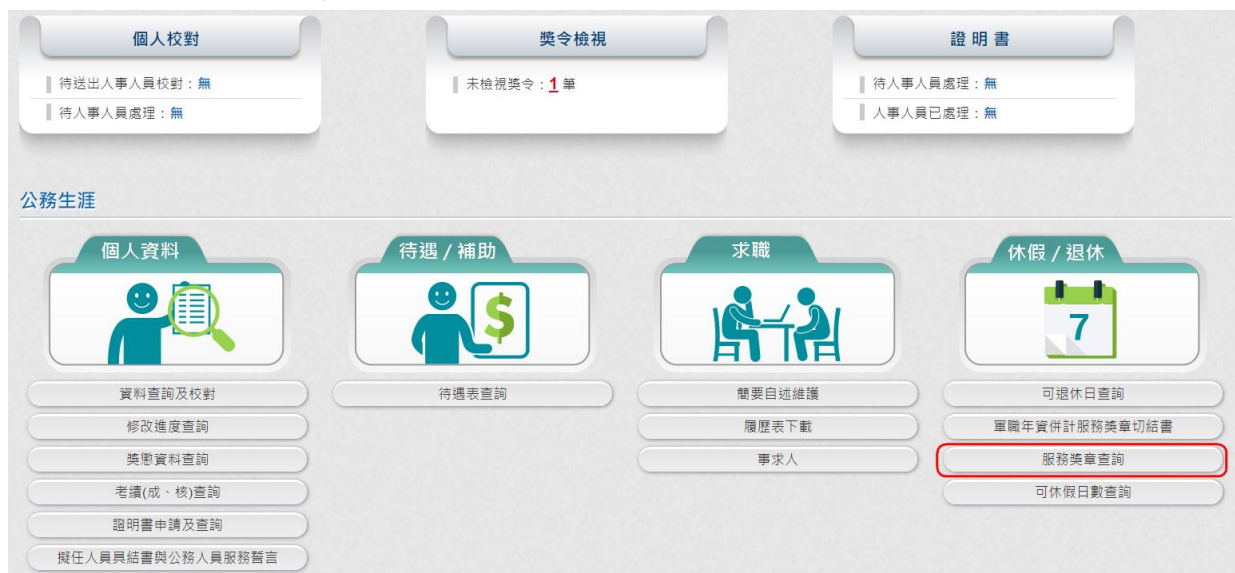 個人校對
待送出人事人員校對：無
待人事人員處理：無
獎令檢視
未檢視獎令：1 筆
證 明 書
待人事人員處理：無
人事人員已處理：無
公務生涯
個人資料
資料查詢及校對
修改進度查詢
獎懲資料查詢
考績(成、核)查詢
證明書申請及查詢
擬任人員具結書與公務人員服務誓言
待遇 / 補助
$
待遇表查詢
求職
簡要自述維護
履歷表下載
事求人
休假 / 退休
7
可退休日查詢
軍職年資併計服務獎章切結書
服務獎章查詢
可休假日數查詢